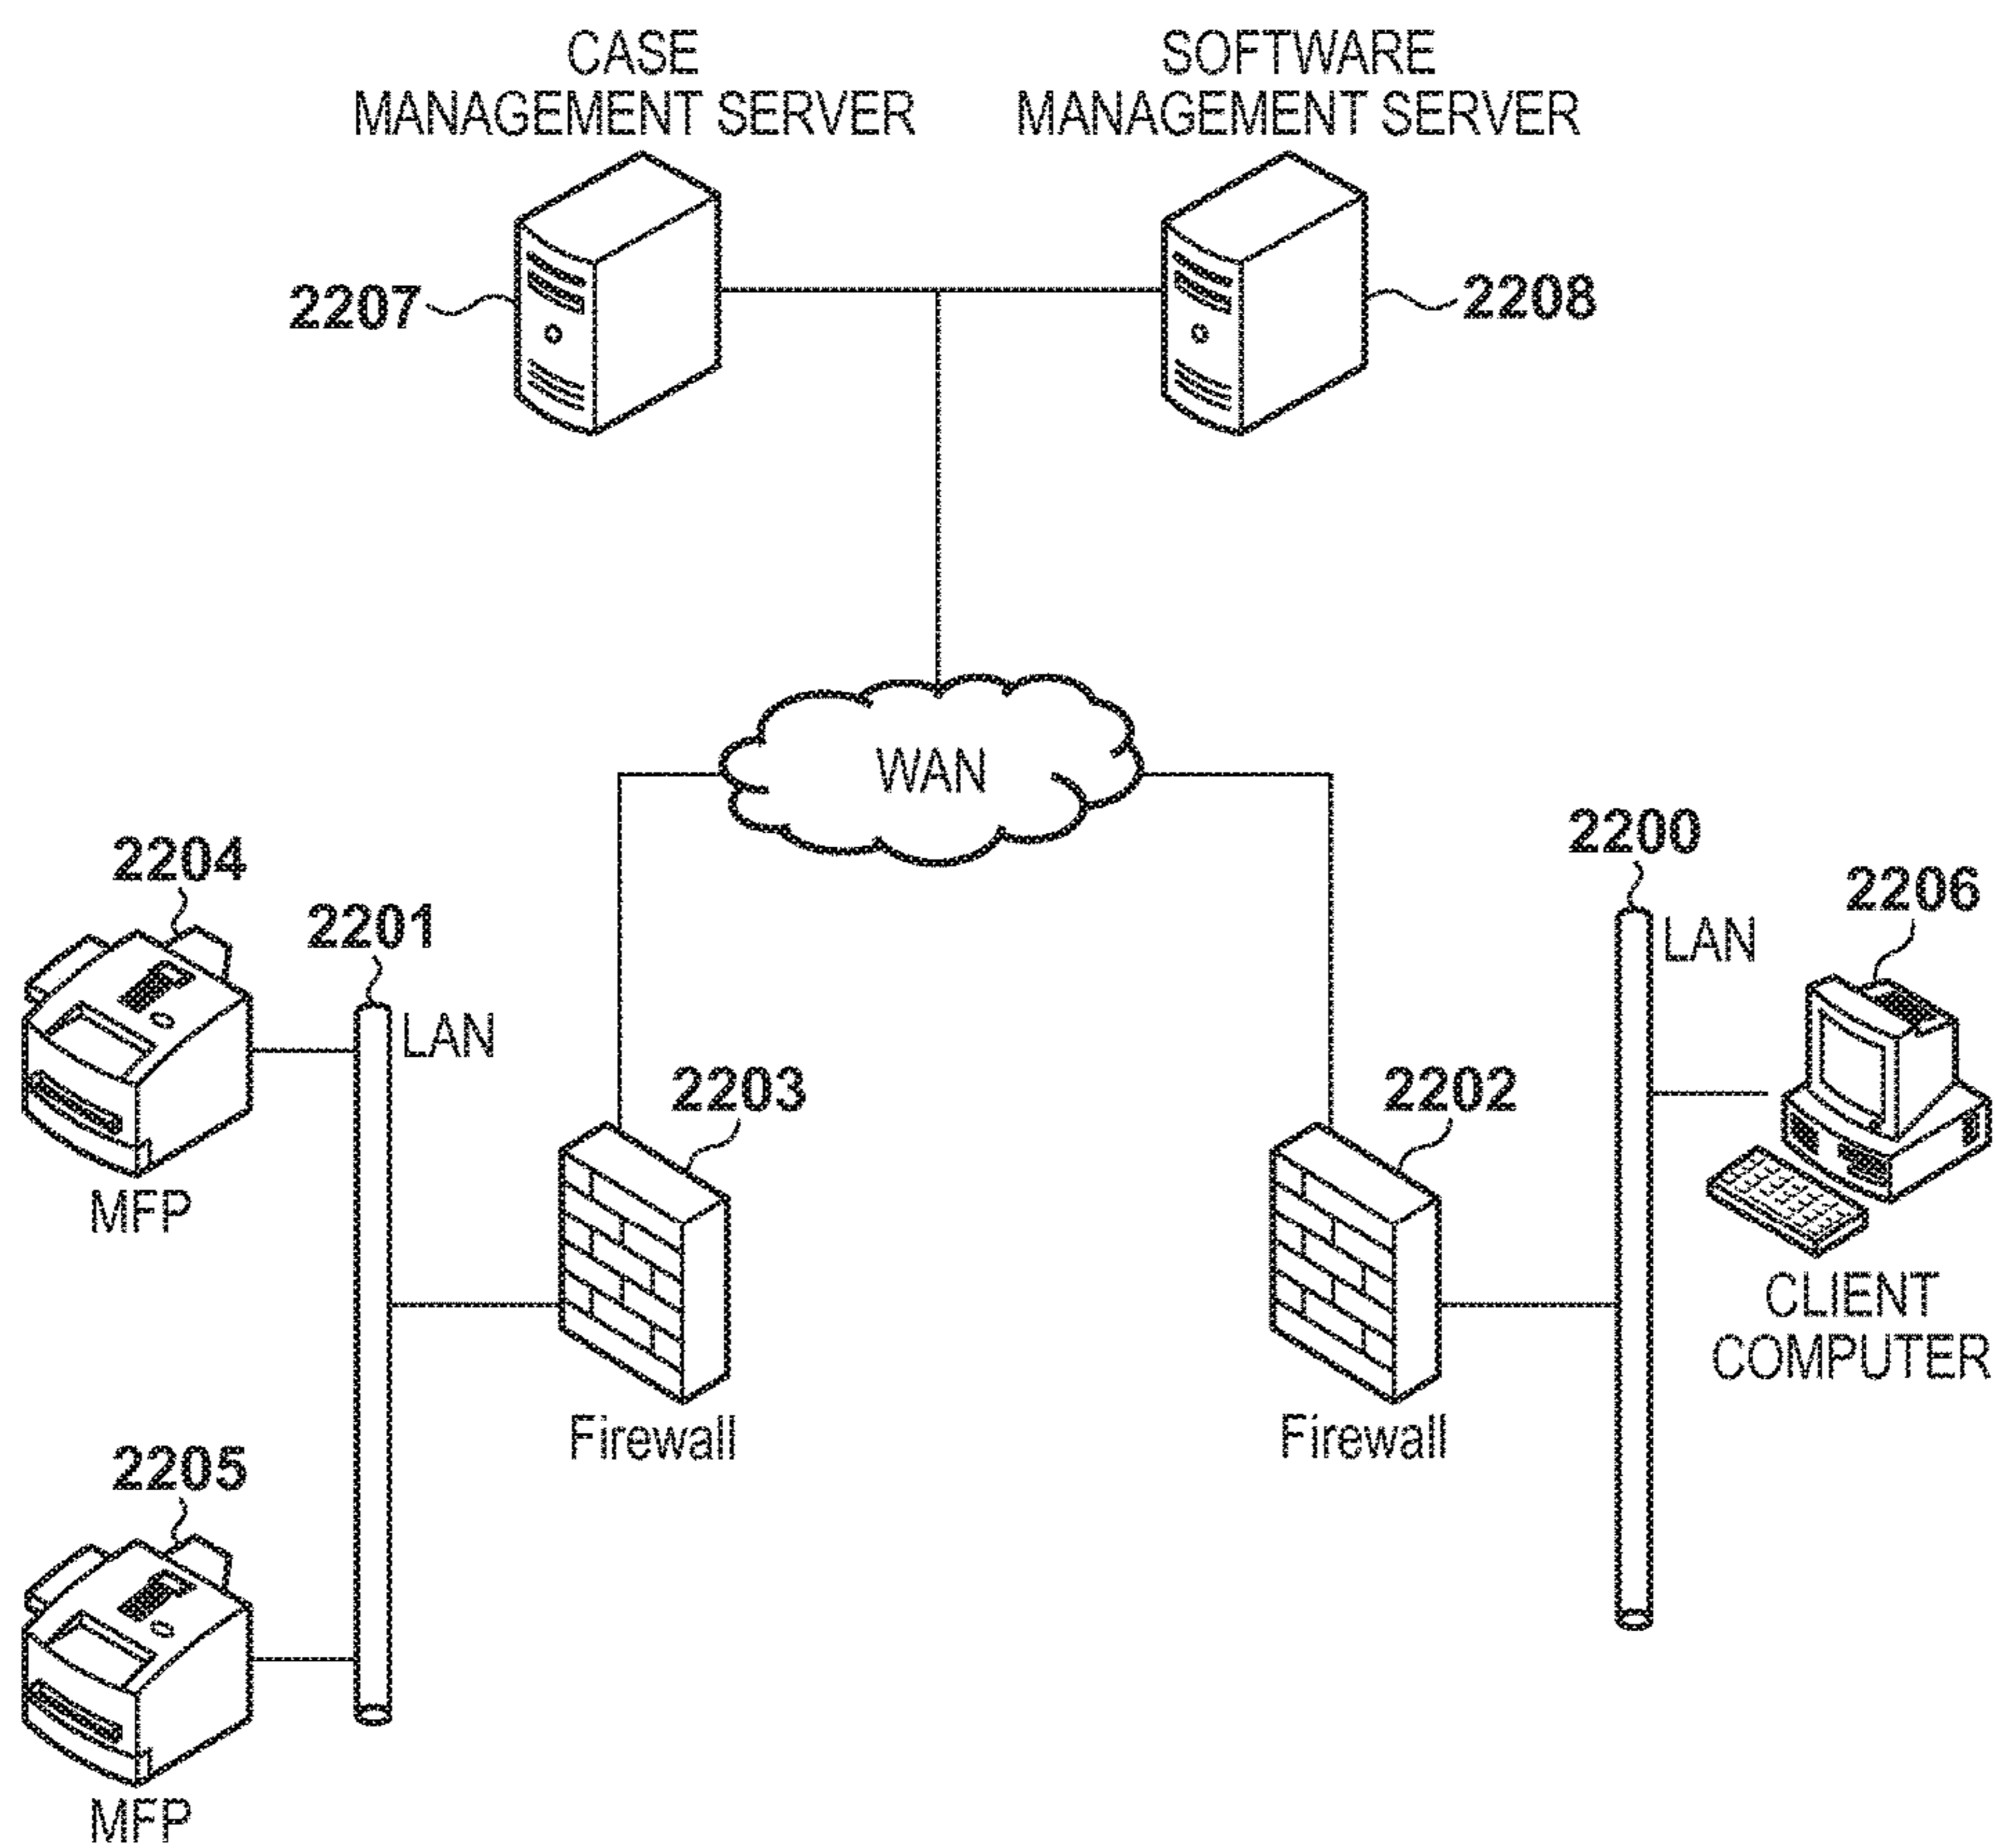 CASE
MANAGEMENT SERVER
SOFTWARE
MANAGEMENT SERVER
2207
2208
WAN
2204
2201
LAN
2203
MFP
Firewall
2205
MFP
2200
LAN
2206
2202
CLIENT
COMPUTER
Firewall